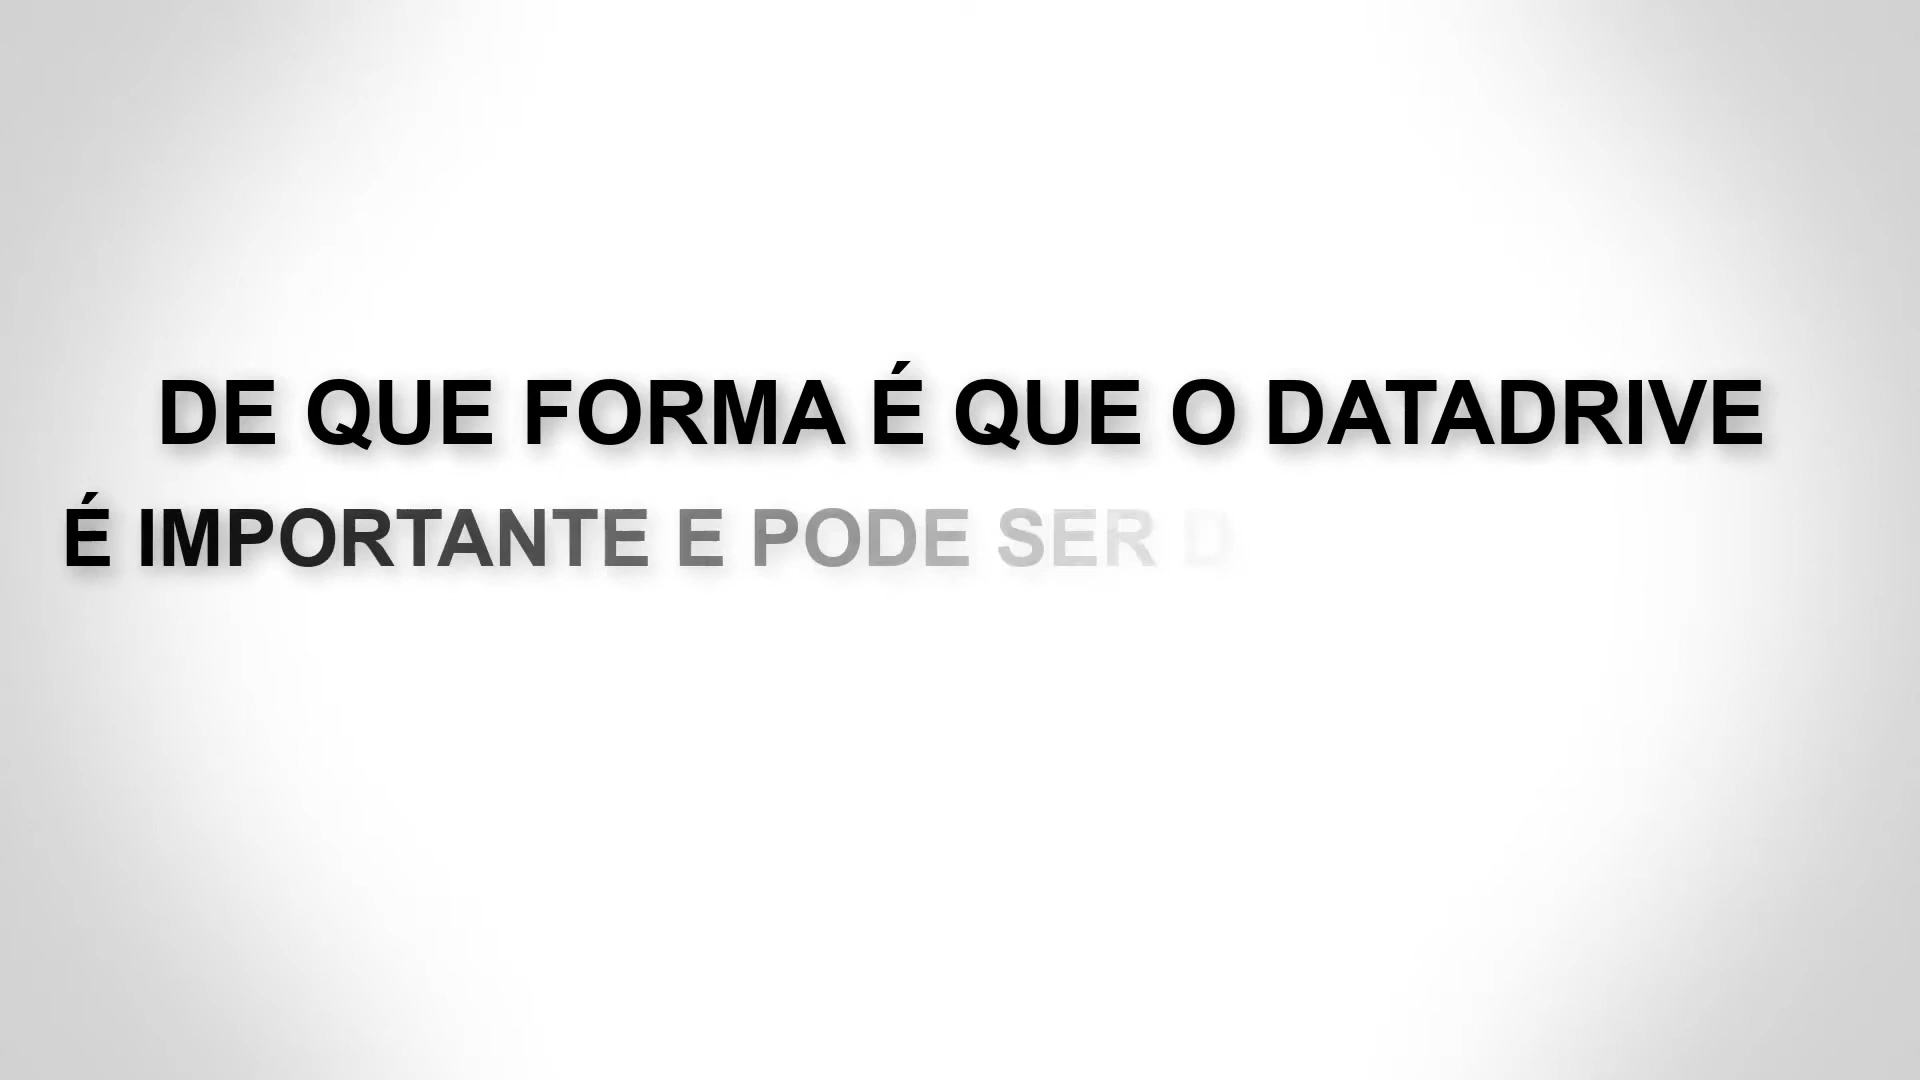 DE QUE FORMA É QUE O DATADRIVE
É IMPORTANTE E PODE SER